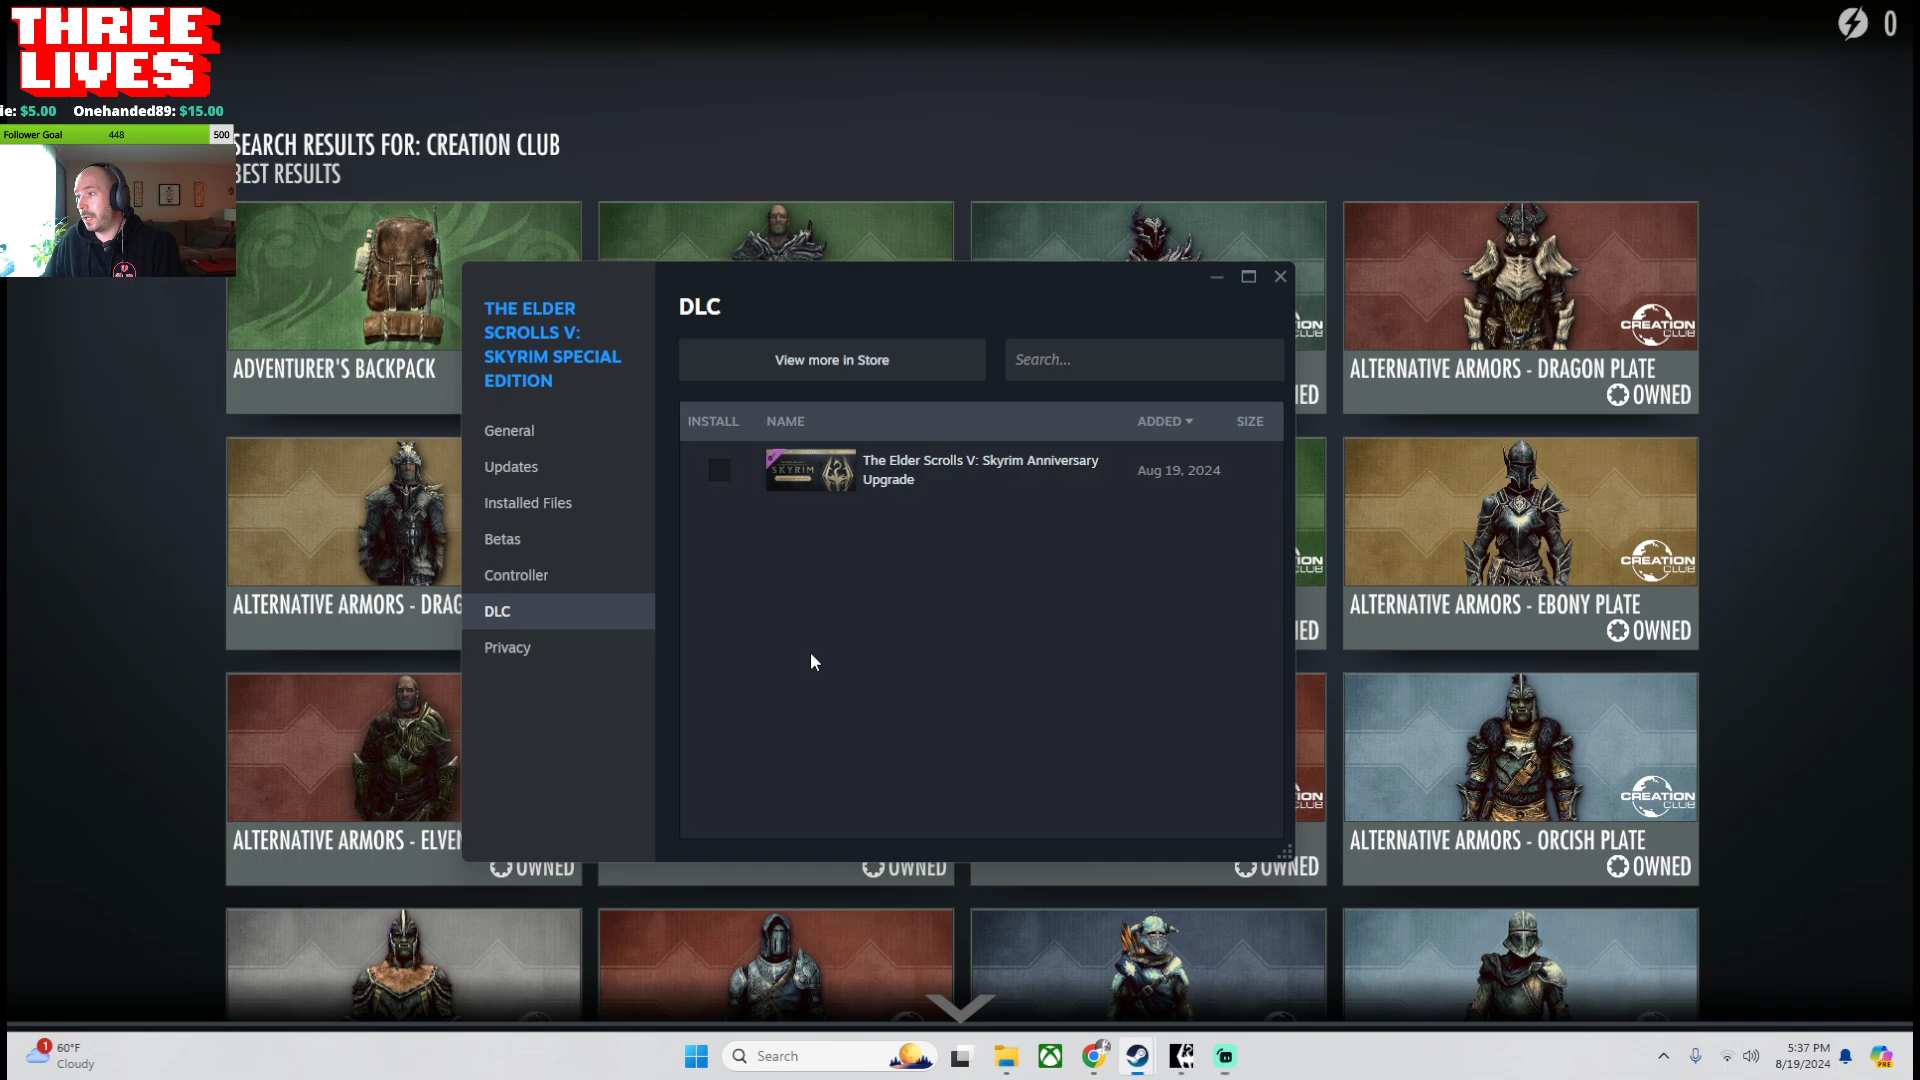 THREE
LIVES
ie: $5.00 Onehanded89: $15.00
Follower Goal 448 500
0
SEARCH RESULTS FOR: CREATION CLUB
BEST RESULTS
ADVENTURER'S BACKPACK
CREATION CLUB
ALTERNATIVE ARMORS - DRAGON PLATE
OWNED
ALTERNATIVE ARMORS - DRAG
CREATION CLUB
ALTERNATIVE ARMORS - EBONY PLATE
OWNED
ALTERNATIVE ARMORS - ELVEN
OWNED
OWNED
OWNED
CREATION CLUB
ALTERNATIVE ARMORS - ORCISH PLATE
OWNED
THE ELDER
SCROLLS V:
SKYRIM SPECIAL
EDITION
General
Updates
Installed Files
Betas
Controller
DLC
Privacy
DLC
View more in Store
Search...
INSTALL NAME ADDED SIZE
SKYRIM
The Elder Scrolls V: Skyrim Anniversary
Upgrade
Aug 19, 2024
1
60°F
Cloudy
Search
5:37 PM
8/19/2024
PRE